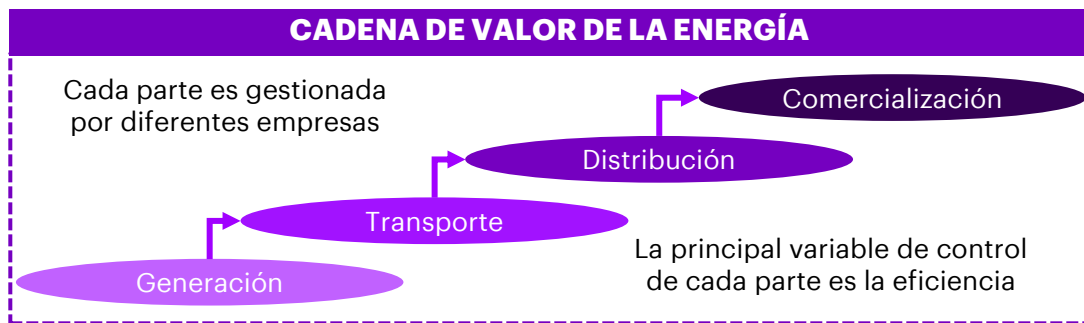 CADENA DE VALOR DE LA ENERGÍA
Cada parte es gestionada
por diferentes empresas
Comercialización
Distribución
Transporte
Generación
La principal variable de control
de cada parte es la eficiencia